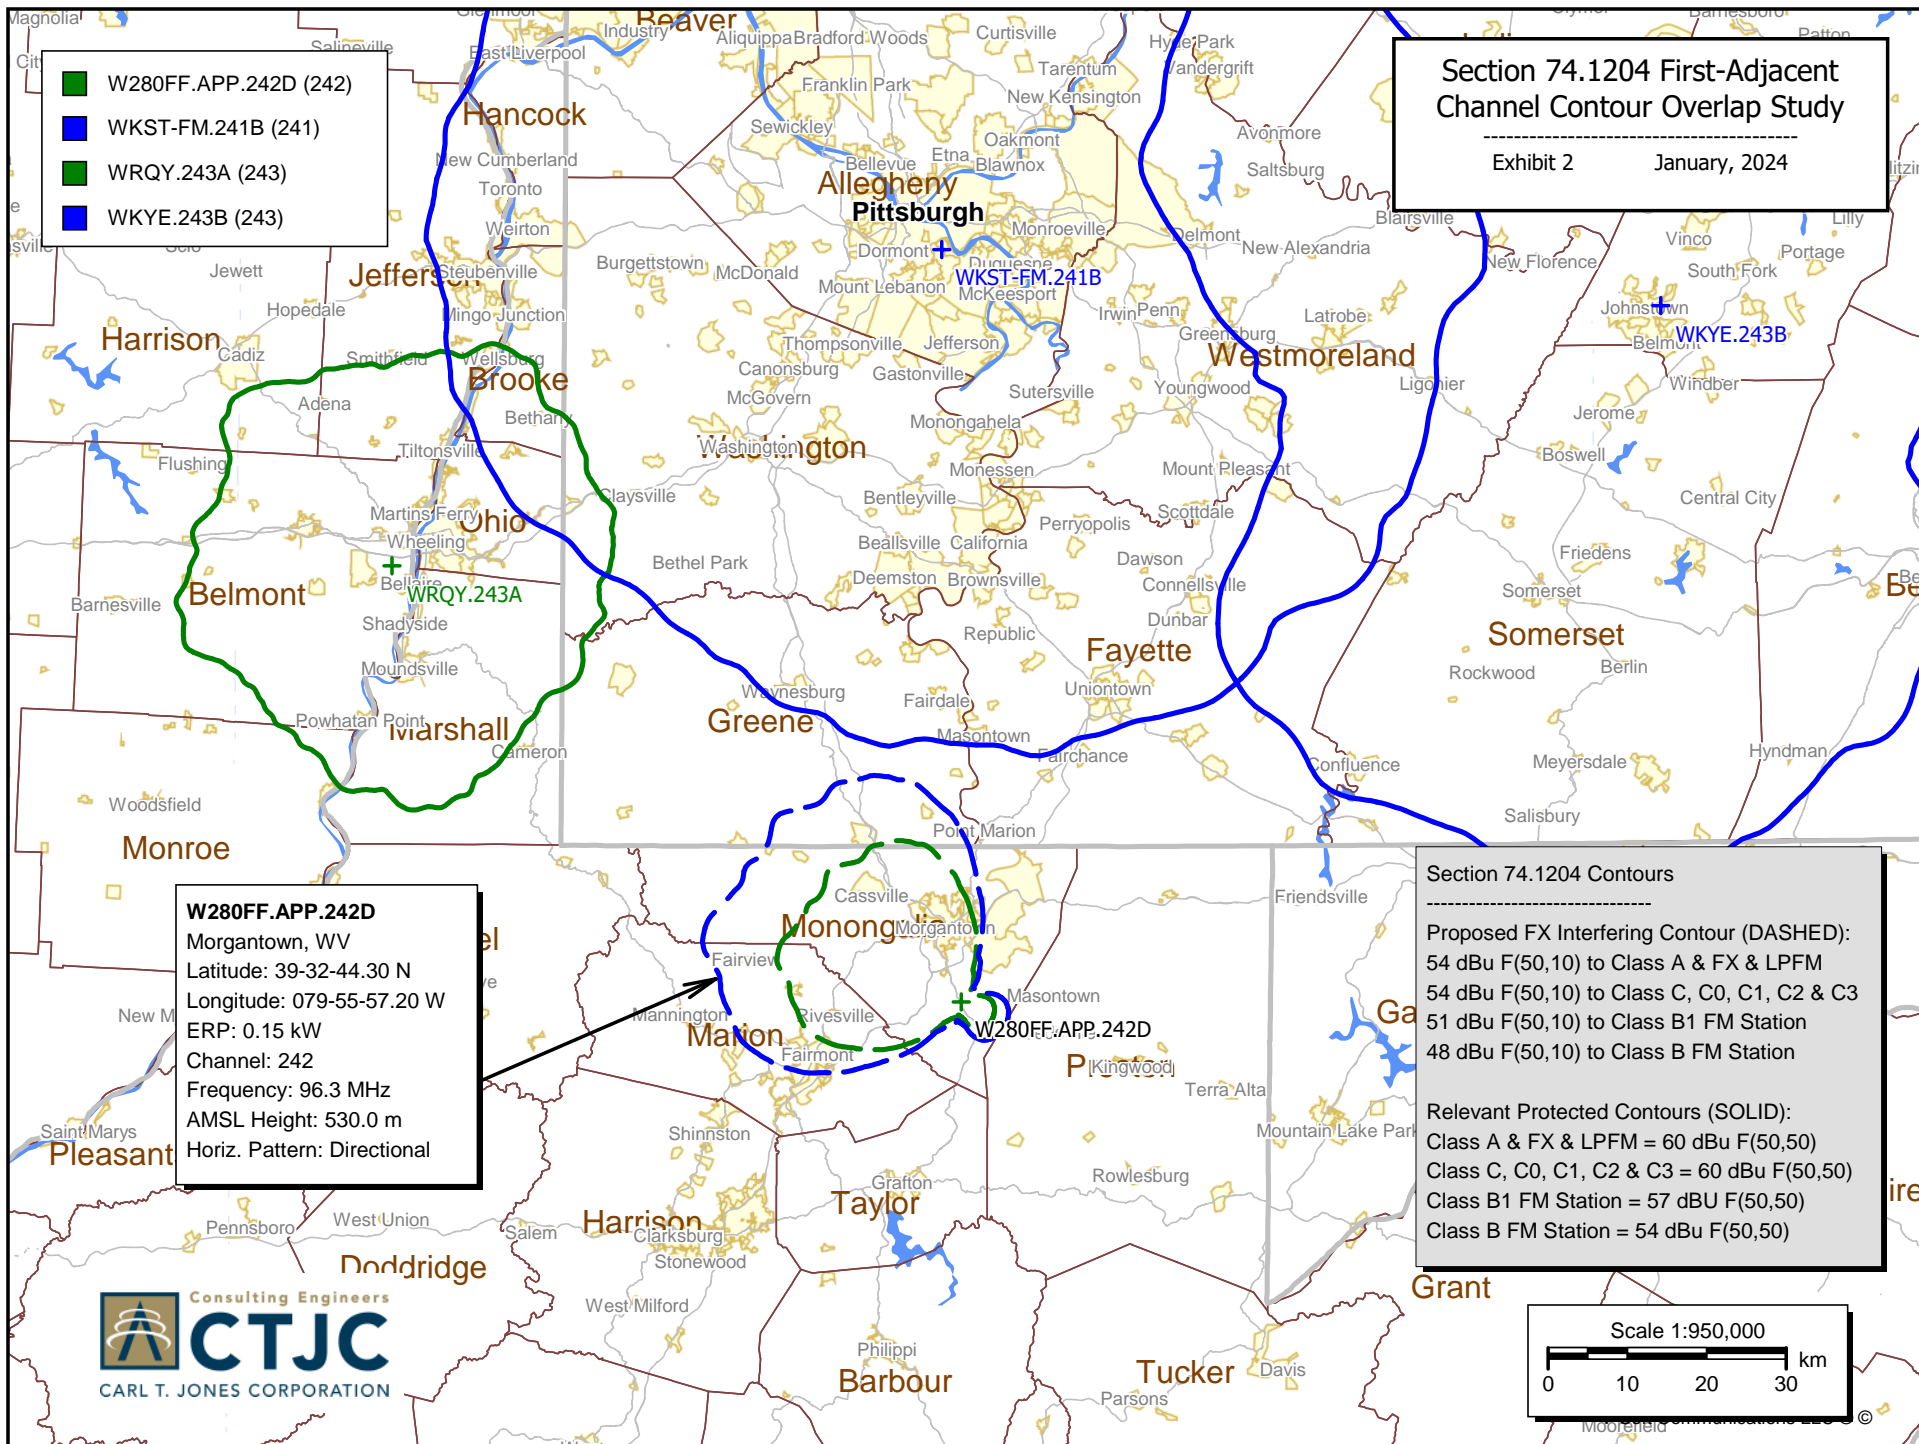 W280FF.APP.242D (242)
WKST-FM.241B (241)
WRQY.243A (243)
WKYE.243B (243)
Section 74.1204 First-Adjacent
Channel Contour Overlap Study
Exhibit 2 January, 2024
Magnolia
Salineville
East Liverpool
Industry
Beaver
Aliquippa
Bradford Woods
Curtisville
Hyde Park
Vandergrift
Patton
Tarentum
Franklin Park
New Kensington
Hancock
Sewickley
Oakmont
Avonmore
Saltsburg
New Cumberland
Bellevue
Etna
Blawnox
Toronto
Allegheny
Pittsburgh
Blairsville
Lilly
Weirton
Monroeville
Delmont
New Alexandria
Vinco
Portage
Dormont
Duquesne
New Florence
South Fork
Jewett
Jefferson
Steubenville
Burgettstown
McDonald
WKST-FM.241B
Mount Lebanon
McKeesport
Hopedale
Mingo Junction
Irwin
Penn
Latrobe
Johnstown
WKYE.243B
Harrison
Cadiz
Smithfield
Wellsburg
Thompsonville
Jefferson
Greensburg
Westmoreland
Belmont
Brooke
Canonsburg
Gastonville
Sutersville
Youngwood
Ligonier
Windber
Adena
Bethany
McGovern
Monongahela
Jerome
Tiltonsville
Washington
Washington
Boswell
Flushing
Claysville
Monessen
Mount Pleasant
Central City
Bentleyville
Martins Ferry
Ohio
Perryopolis
Scottdale
Wheeling
Beallsville
California
Friedens
Bethel Park
Dawson
Belmont
Bellaire
WRQY.243A
Deemston
Brownsville
Connellsville
Somerset
Barnesville
Shadyside
Republic
Dunbar
Somerset
Fayette
Moundsville
Rockwood
Berlin
Waynesburg
Fairdale
Uniontown
Powhatan Point
Marshall
Greene
Masontown
Cameron
Fairchance
Confluence
Meyersdale
Hyndman
Woodsfield
Salisbury
Monroe
Point Marion
Cassville
Friendsville
Monongalia
Morgantown
Fairview
Masontown
Mannington
Rivesville
W280FF.APP.242D
Marion
Fairmont
Preston
Kingwood
Terra Alta
Saint Marys
Shinnston
Mountain Lake Park
Rowlesburg
Grafton
Taylor
Pennsboro
West Union
Salem
Harrison
Clarksburg
Stonewood
Doddridge
Grant
West Milford
Philippi
Barbour
Tucker
Davis
Parsons
Moorefield
W280FF.APP.242D
Morgantown, WV
Latitude: 39-32-44.30 N
Longitude: 079-55-57.20 W
ERP: 0.15 kW
Channel: 242
Frequency: 96.3 MHz
AMSL Height: 530.0 m
Horiz. Pattern: Directional
Section 74.1204 Contours
Proposed FX Interfering Contour (DASHED):
54 dBu F(50,10) to Class A & FX & LPFM
54 dBu F(50,10) to Class C, C0, C1, C2 & C3
51 dBu F(50,10) to Class B1 FM Station
48 dBu F(50,10) to Class B FM Station
Relevant Protected Contours (SOLID):
Class A & FX & LPFM = 60 dBu F(50,50)
Class C, C0, C1, C2 & C3 = 60 dBu F(50,50)
Class B1 FM Station = 57 dBU F(50,50)
Class B FM Station = 54 dBu F(50,50)
Consulting Engineers
CTJC
CARL T. JONES CORPORATION
Scale 1:950,000
km
0 10 20 30